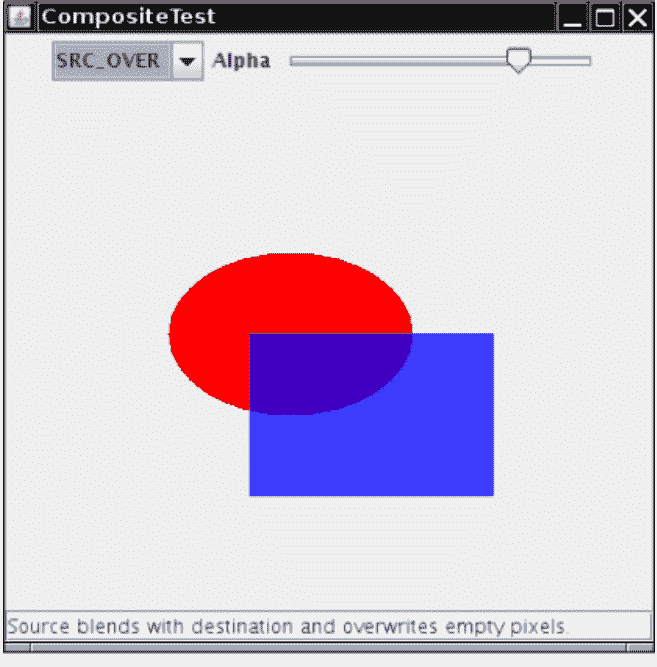 CompositeTest
SRC_OVER Alpha
Source blends with destination and overwrites empty pixels.